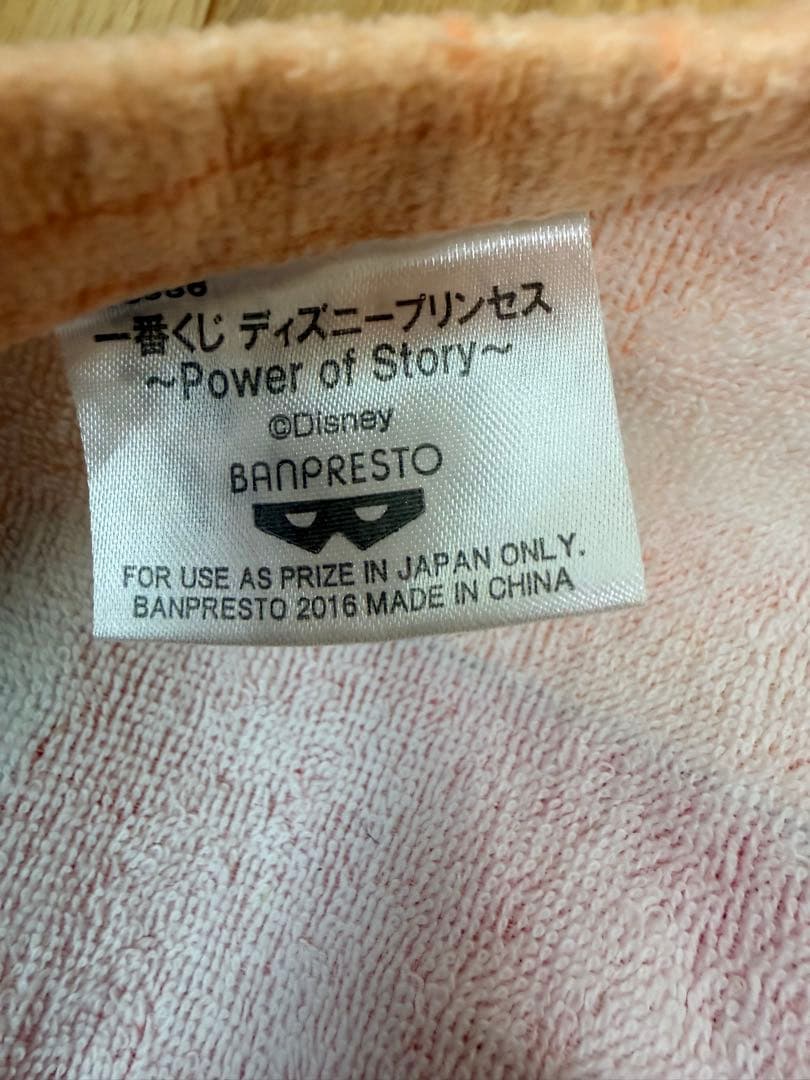 一番くじ ディズニープリンセス
~Power of Story~
©Disney
BANPRESTO
FOR USE AS PRIZE IN JAPAN ONLY.
BANPRESTO 2016 MADE IN CHINA